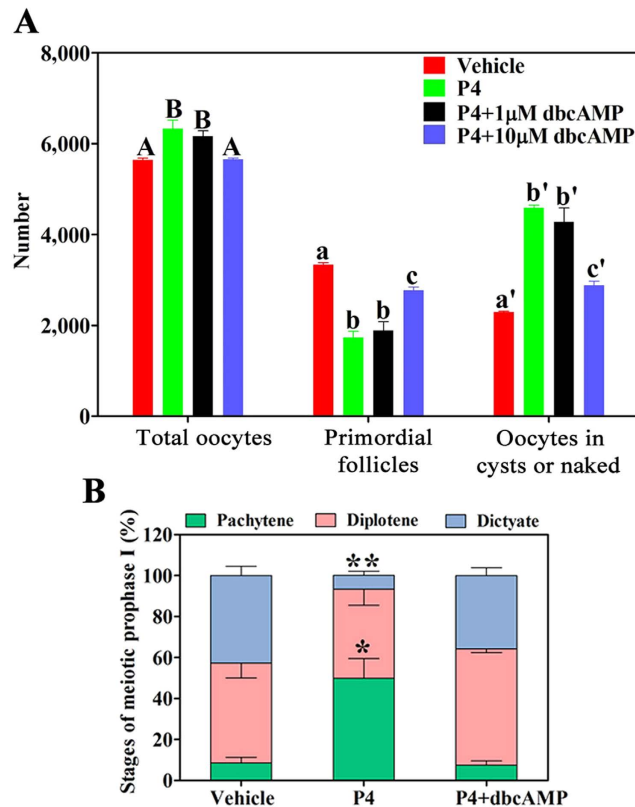 A
8,000
6,000
4,000
2,000
0
Number
Vehicle
P4
P4+1μM dbcAMP
P4+10μM dbcAMP
A B B A
a b b c
a' b' b' c'
Total oocytes
Primordial
follicles
Oocytes in
cysts or naked
B
Pachytene Diplotene Dictyate
Stages of meiotic prophase I (%)
120
100
80
60
40
20
0
**
*
Vehicle P4 P4+dbcAMP